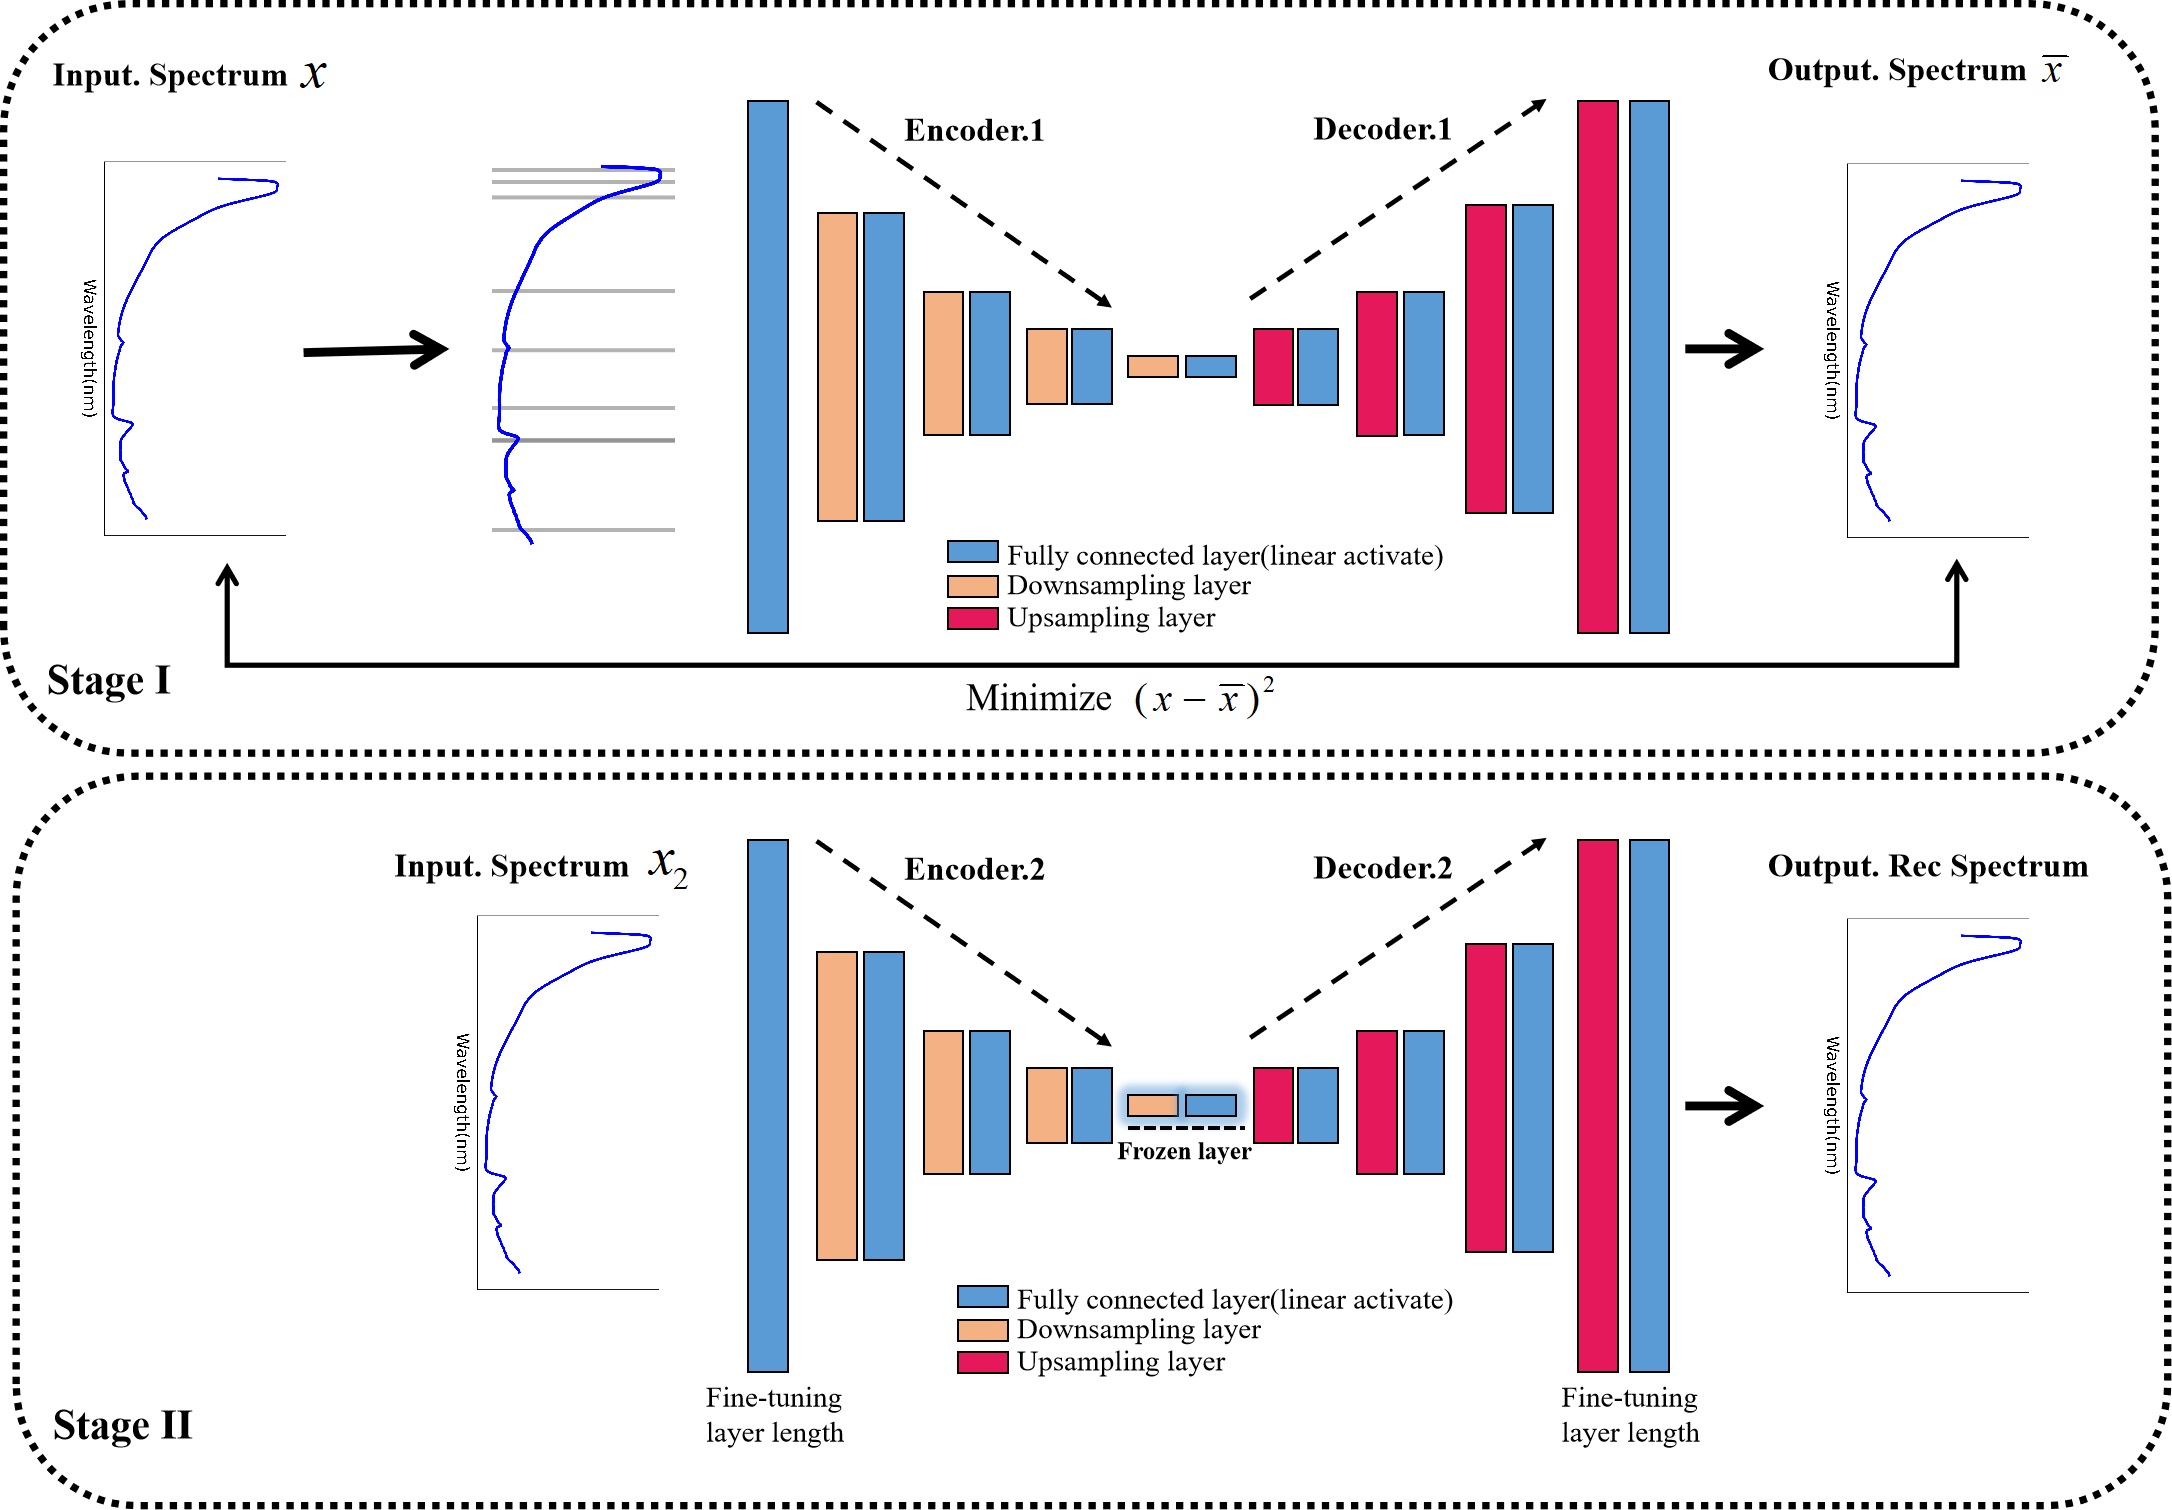 Input. Spectrum x
Output. Spectrum x̅
Encoder.1
Decoder.1
Wavelength(nm)
Wavelength(nm)
Fully connected layer(linear activate)
Downsampling layer
Upsampling layer
Stage I
Minimize (x − x̅)²
Input. Spectrum x₂
Encoder.2
Decoder.2
Output. Rec Spectrum
Wavelength(nm)
Wavelength(nm)
Frozen layer
Fully connected layer(linear activate)
Downsampling layer
Upsampling layer
Fine-tuning
layer length
Fine-tuning
layer length
Stage II